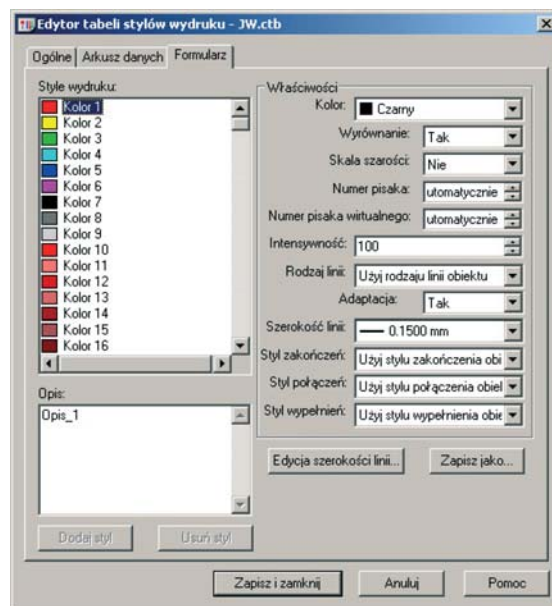 Edytor tabeli stylów wydruku - JW.ctb
Ogólne Arkusz danych Formularz
Style wydruku:
Kolor 1
Kolor 2
Kolor 3
Kolor 4
Kolor 5
Kolor 6
Kolor 7
Kolor 8
Kolor 9
Kolor 10
Kolor 11
Kolor 12
Kolor 13
Kolor 14
Kolor 15
Kolor 16
Opis:
Opis_1
Dodaj styl Usuń styl
Właściwości
Kolor: Czarny
Wyrównanie: Tak
Skala szarości: Nie
Numer pisaka: utomatycznie
Numer pisaka wirtualnego: utomatycznie
Intensywność: 100
Rodzaj linii: Użyj rodzaju linii obiektu
Adaptacja: Tak
Szerokość linii: 0.1500 mm
Styl zakończeń: Użyj stylu zakończenia obi
Styl połączeń: Użyj stylu połączenia obiel
Styl wypełnień: Użyj stylu wypełnienia obie
Edycja szerokości linii... Zapisz jako...
Zapisz i zamknij Anuluj Pomoc